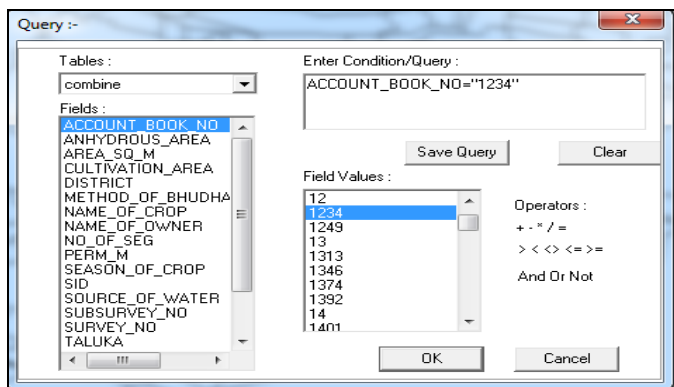 Query :-
Tables :
combine
Fields :
ACCOUNT_BOOK_NO
ANHYDROUS_AREA
AREA_SQ_M
CULTIVATION_AREA
DISTRICT
METHOD_OF_BHUDHA
NAME_OF_CROP
NAME_OF_OWNER
NO_OF_SEG
PERM_M
SEASON_OF_CROP
SID
SOURCE_OF_WATER
SUBSURVEY_NO
SURVEY_NO
TALUKA
Enter Condition/Query :
ACCOUNT_BOOK_NO="1234"
Save Query
Clear
Field Values :
12
1234
1249
13
1313
1346
1374
1392
14
1401
Operators :
+ - * / =
> < <> <= >=
And Or Not
OK
Cancel